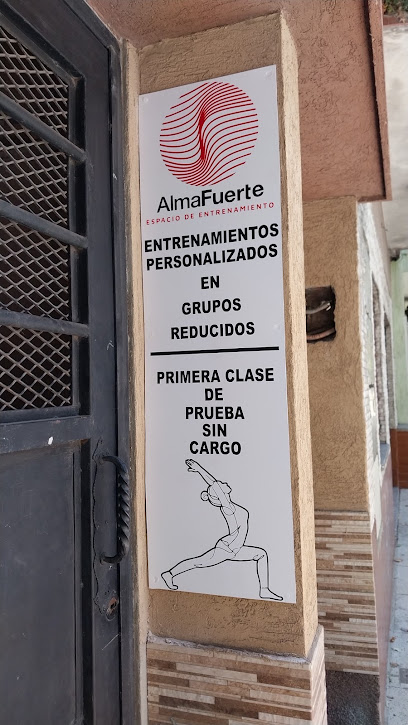 AlmaFuerte
ESPACIO DE ENTRENAMIENTO
ENTRENAMIENTOS
PERSONALIZADOS
EN
GRUPOS
REDUCIDOS
PRIMERA CLASE
DE
PRUEBA
SIN
CARGO